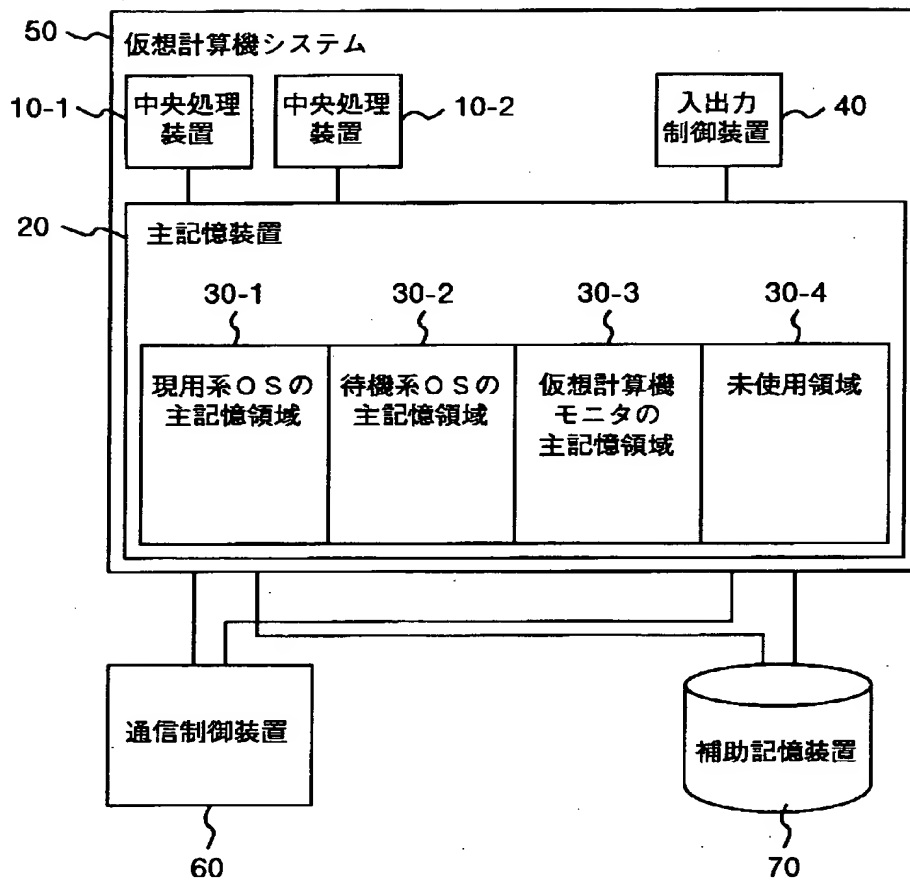 50
仮想計算機システム
10-1
中央処理
装置
中央処理
装置
10-2
入出力
制御装置
40
20
主記憶装置
30-1
30-2
30-3
30-4
現用系OSの
主記憶領域
待機系OSの
主記憶領域
仮想計算機
モニタの
主記憶領域
未使用領域
通信制御装置
補助記憶装置
60
70